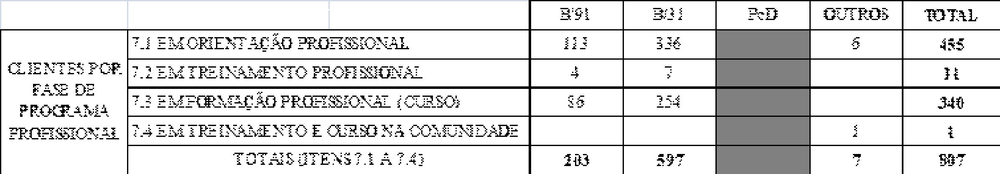 B/91 B/31 PcD OUTROS TOTAL
CLIENTES POR
FASE DE
PROGRAMA
PROFISSIONAL
7.1 EM ORIENTAÇÃO PROFISSIONAL 113 336 6 455
7.2 EM TREINAMENTO PROFISSIONAL 4 7 11
7.3 EM FORMAÇÃO PROFISSIONAL (CURSO) 86 254 340
7.4 EM TREINAMENTO E CURSO NA COMUNIDADE 1 1
TOTAIS (ITENS 7.1 A 7.4) 203 597 7 807